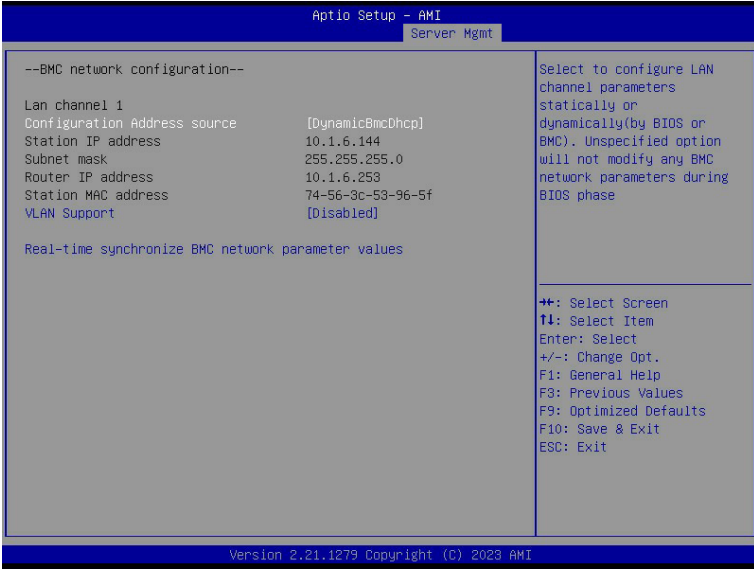 Aptio Setup – AMI
Server Mgmt
--BMC network configuration--
Lan channel 1
Configuration Address source [DynamicBmcDhcp]
Station IP address 10.1.6.144
Subnet mask 255.255.255.0
Router IP address 10.1.6.253
Station MAC address 74-56-3c-53-96-5f
VLAN Support [Disabled]
Real-time synchronize BMC network parameter values
Select to configure LAN
channel parameters
statically or
dynamically(by BIOS or
BMC). Unspecified option
will not modify any BMC
network parameters during
BIOS phase
→←: Select Screen
↑↓: Select Item
Enter: Select
+/-: Change Opt.
F1: General Help
F3: Previous Values
F9: Optimized Defaults
F10: Save & Exit
ESC: Exit
Version 2.21.1279 Copyright (C) 2023 AMI